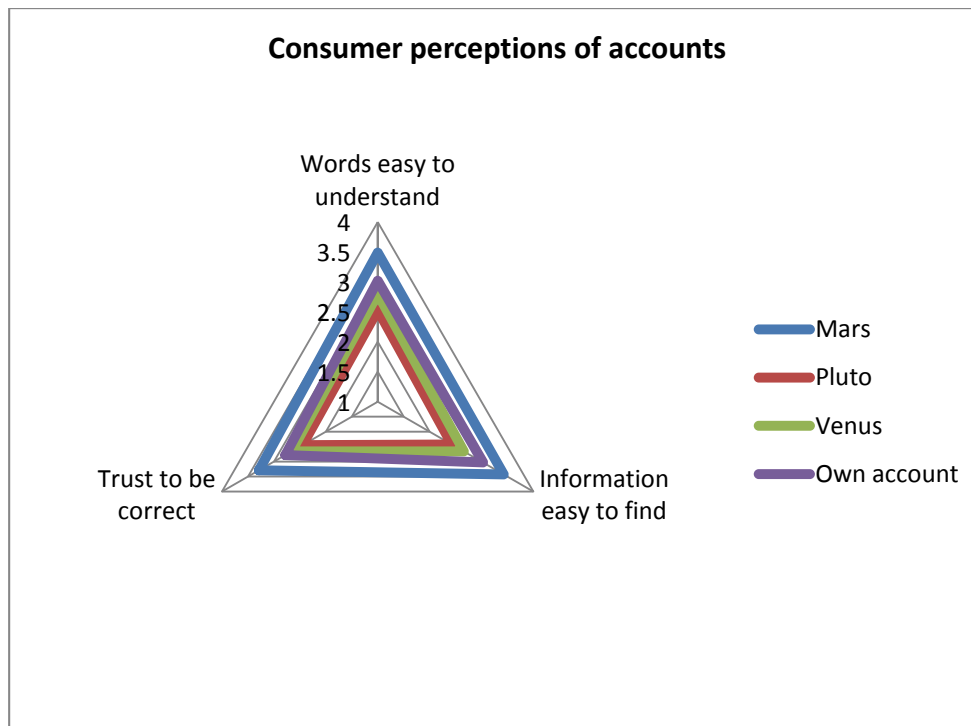 Consumer perceptions of accounts
Words easy to
understand
4
3.5
3
2.5
2
1.5
1
Trust to be
correct
Information
easy to find
Mars
Pluto
Venus
Own account